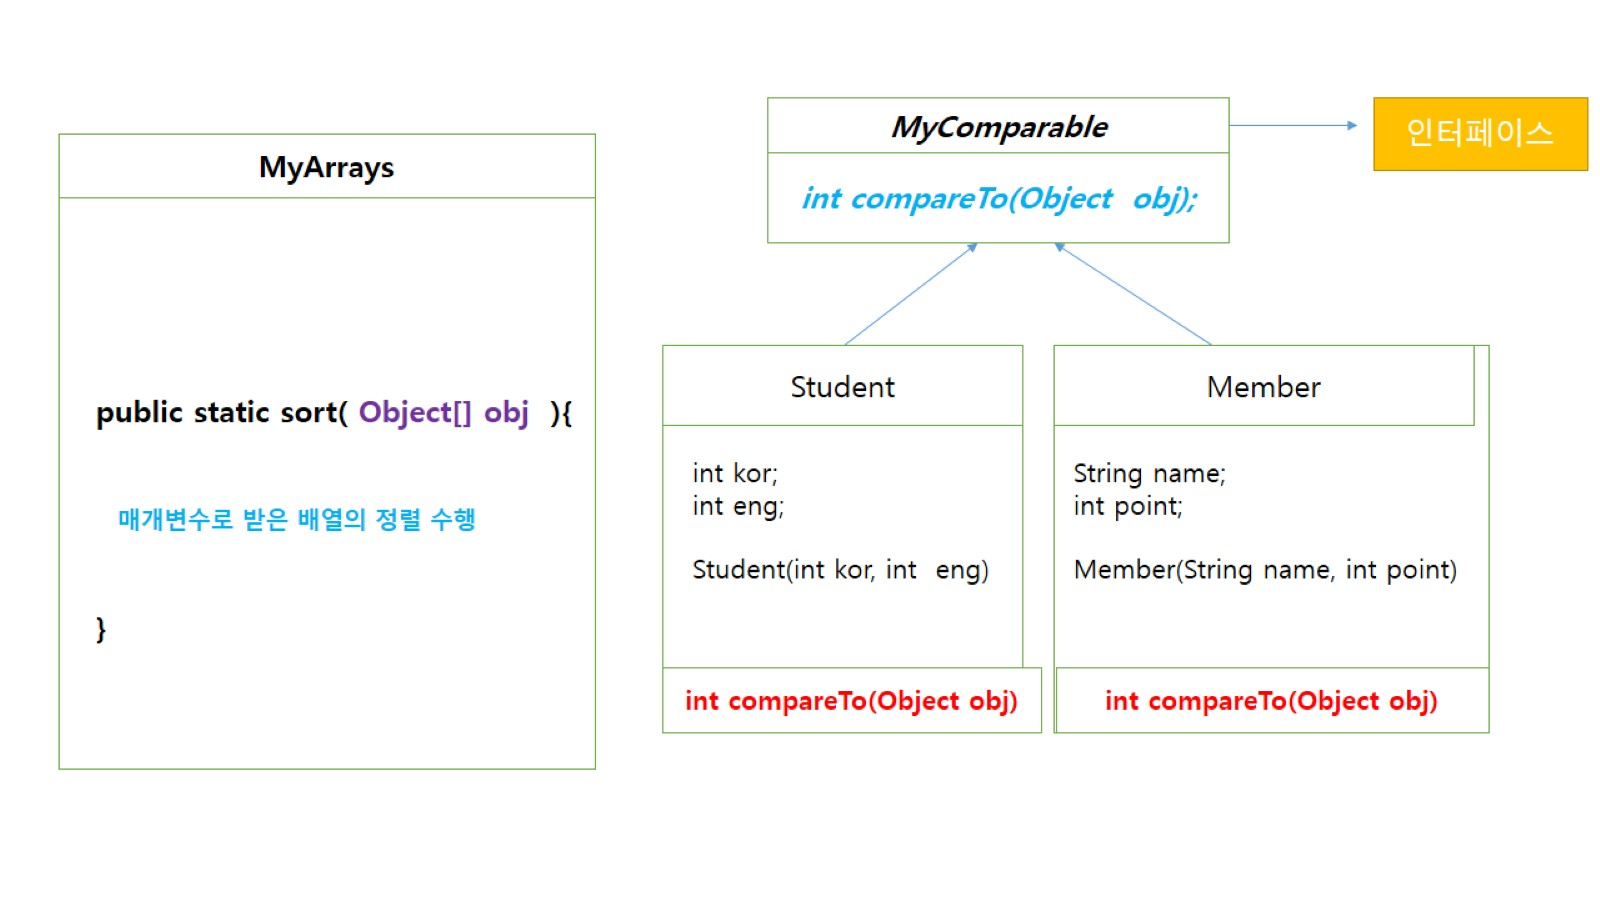 MyArrays
public static sort( Object[] obj ){
매개변수로 받은 배열의 정렬 수행
}
MyComparable
int compareTo(Object obj);
인터페이스
Student
int kor;
int eng;
Student(int kor, int eng)
int compareTo(Object obj)
Member
String name;
int point;
Member(String name, int point)
int compareTo(Object obj)